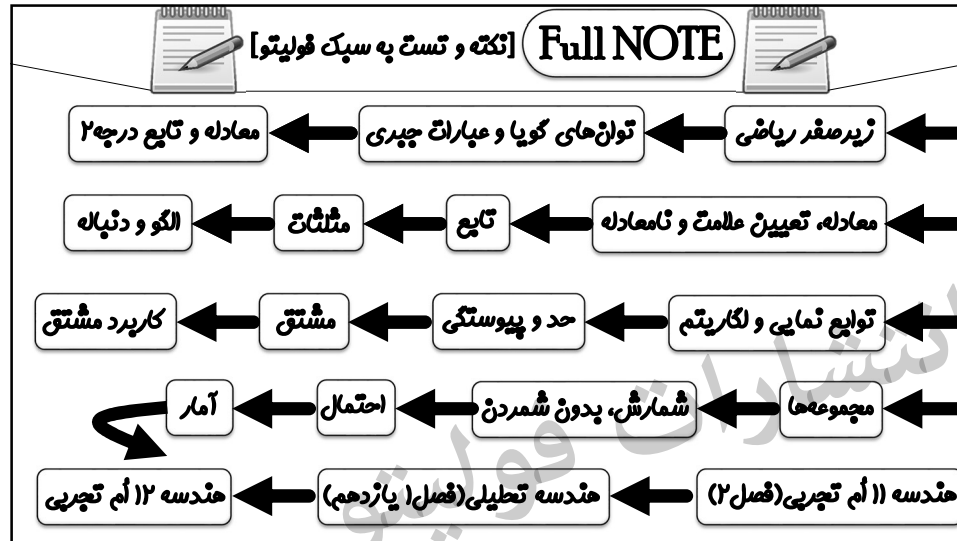 Full NOTE [نکته و تست به سبک فولیتو]
زیرصفر ریاضی توان‌های گویا و عبارات جبری معادله و تابع درجه۲
معادله، تعیین علامت و نامعادله تابع مثلثات الگو و دنباله
توابع نمایی و لگاریتم حد و پیوستگی مشتق کاربرد مشتق
مجموعه‌ها شمارش، بدون شمردن احتمال آمار
هندسه ۱۱ اُم تجربی(فصل۲) هندسه تحلیلی(فصل۱ یازدهم) هندسه ۱۲ اُم تجربی
انتشارات فولیتو